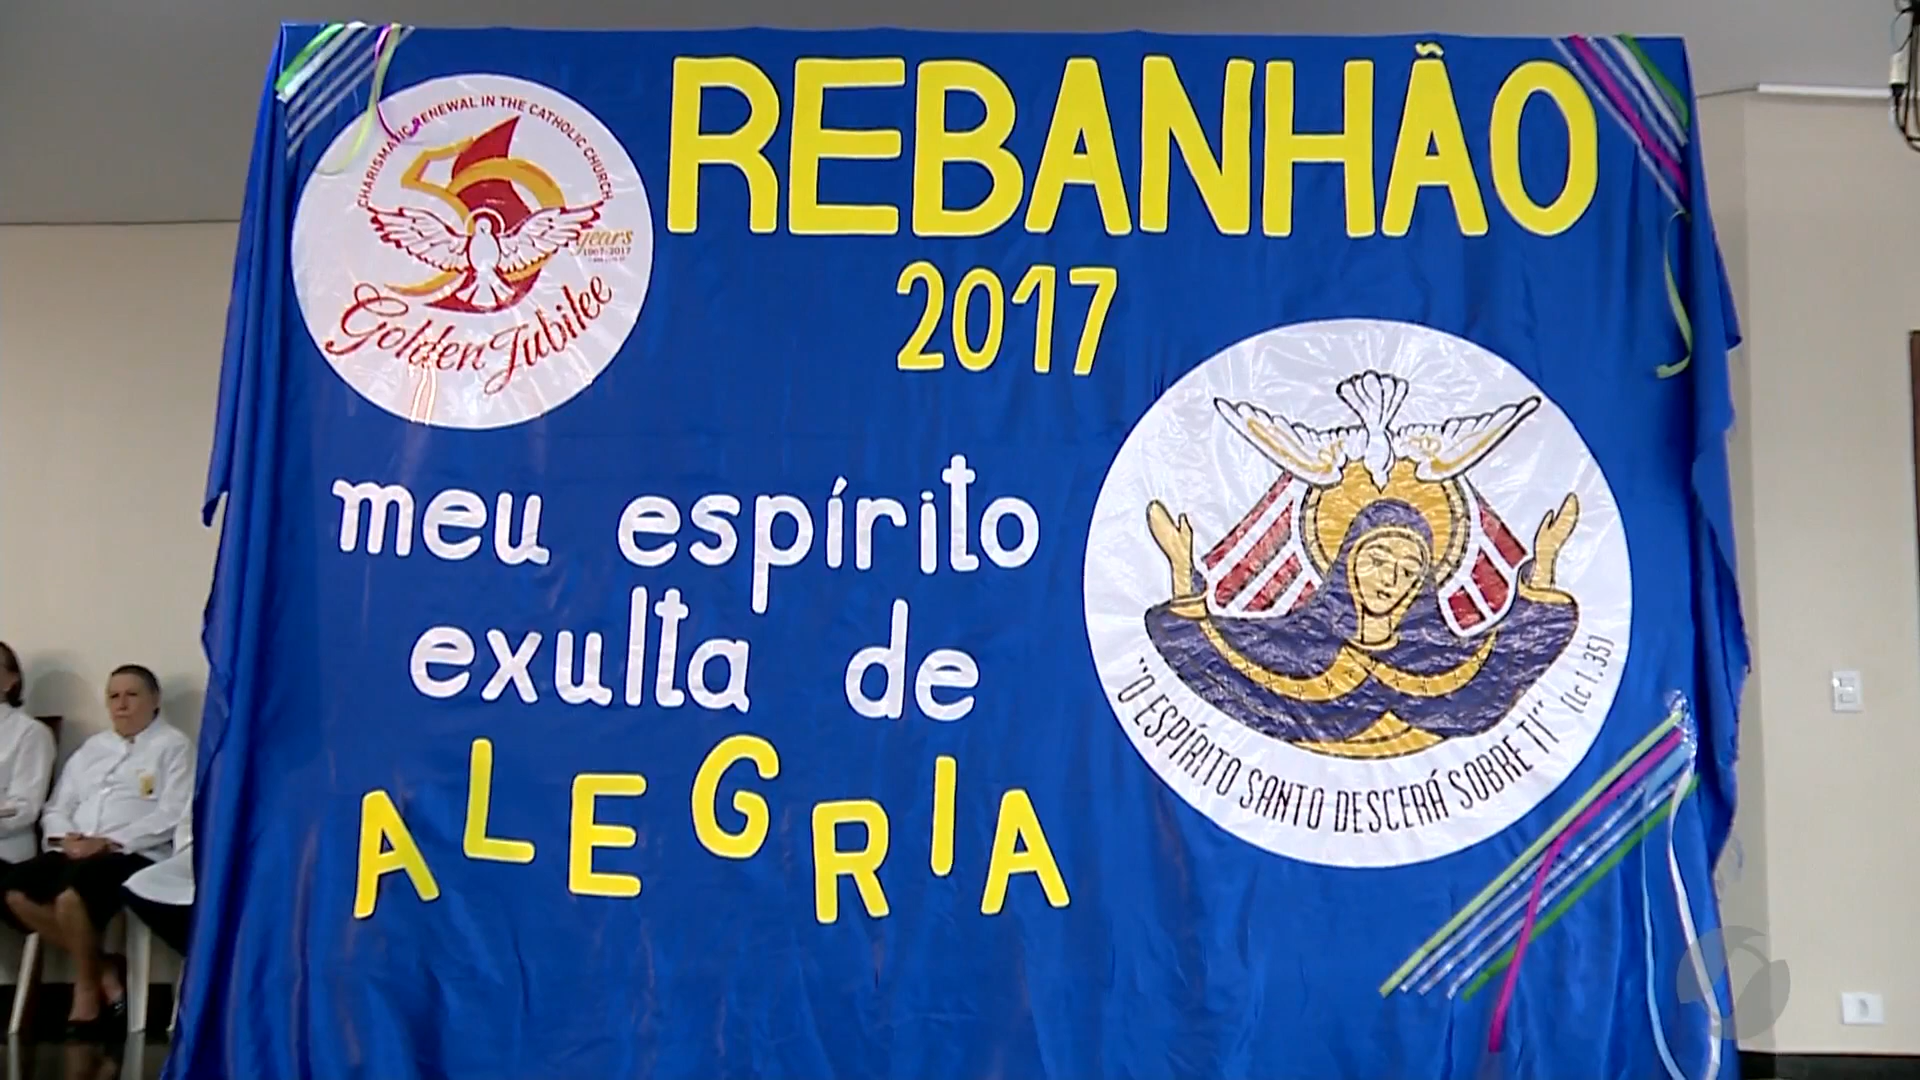 CHARISMATIC RENEWAL IN THE CATHOLIC CHURCH
50
years
1967-2017
Golden Jubilee
REBANHÃO
2017
meu espírito
exulta de
ALEGRIA
"O ESPÍRITO SANTO DESCERÁ SOBRE TI" (Lc 1,35)